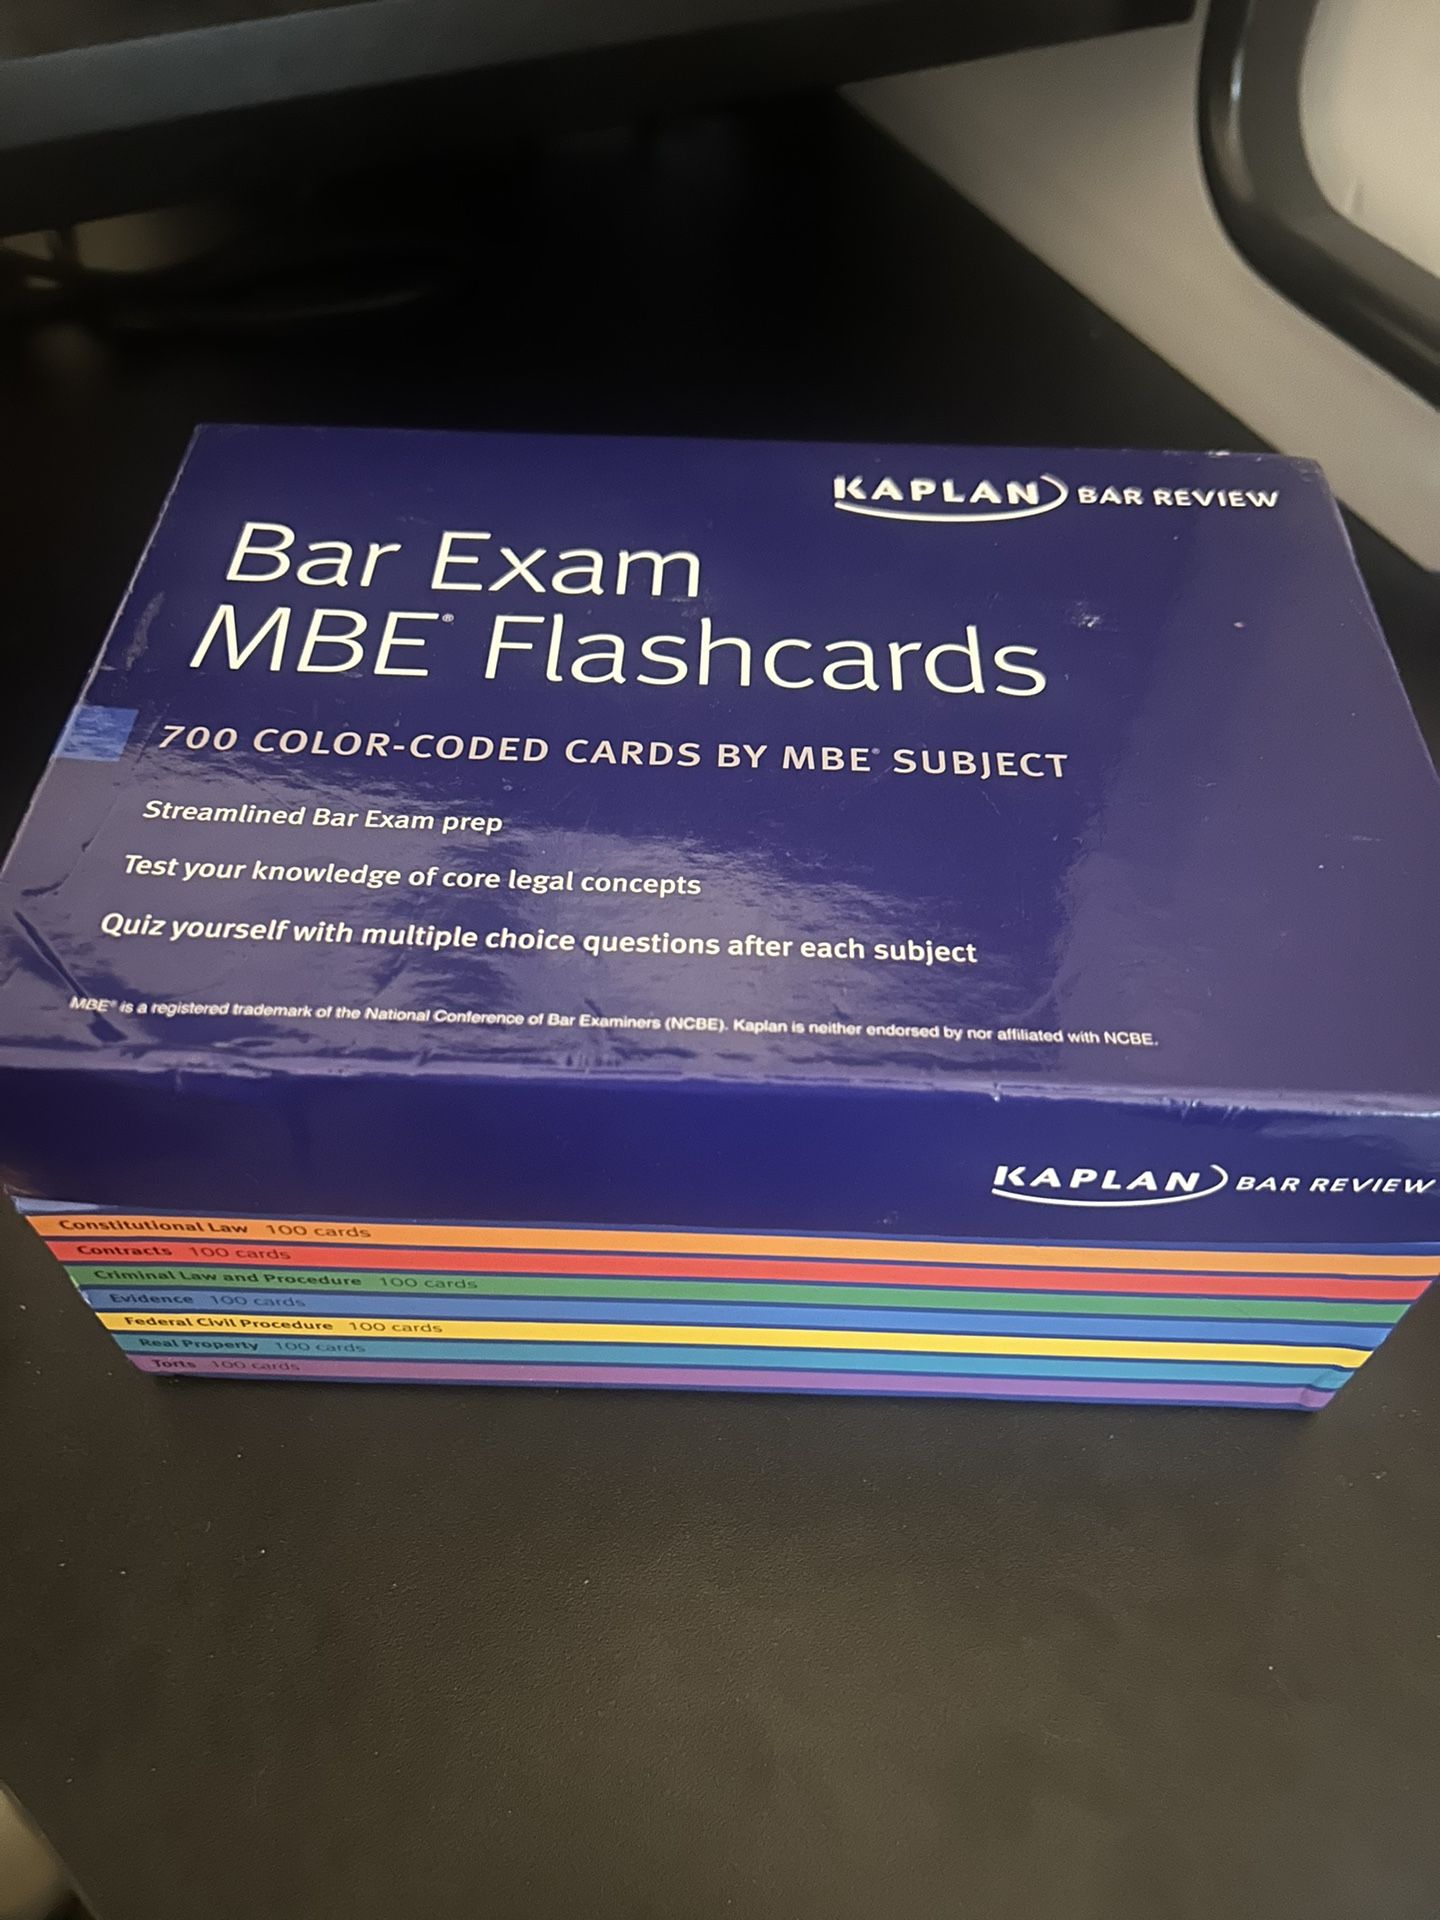 KAPLAN BAR REVIEW
Bar Exam
MBE® Flashcards
700 COLOR-CODED CARDS BY MBE® SUBJECT
Streamlined Bar Exam prep
Test your knowledge of core legal concepts
Quiz yourself with multiple choice questions after each subject
MBE® is a registered trademark of the National Conference of Bar Examiners (NCBE). Kaplan is neither endorsed by nor affiliated with NCBE.
KAPLAN BAR REVIEW
Constitutional Law 100 cards
Contracts 100 cards
Criminal Law and Procedure 100 cards
Evidence 100 cards
Federal Civil Procedure 100 cards
Real Property 100 cards
Torts 100 cards